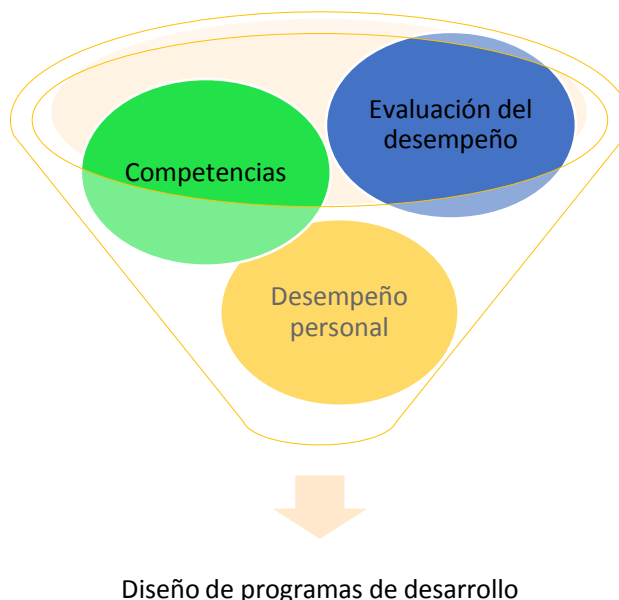 Evaluación del
desempeño
Competencias
Desempeño
personal
Diseño de programas de desarrollo